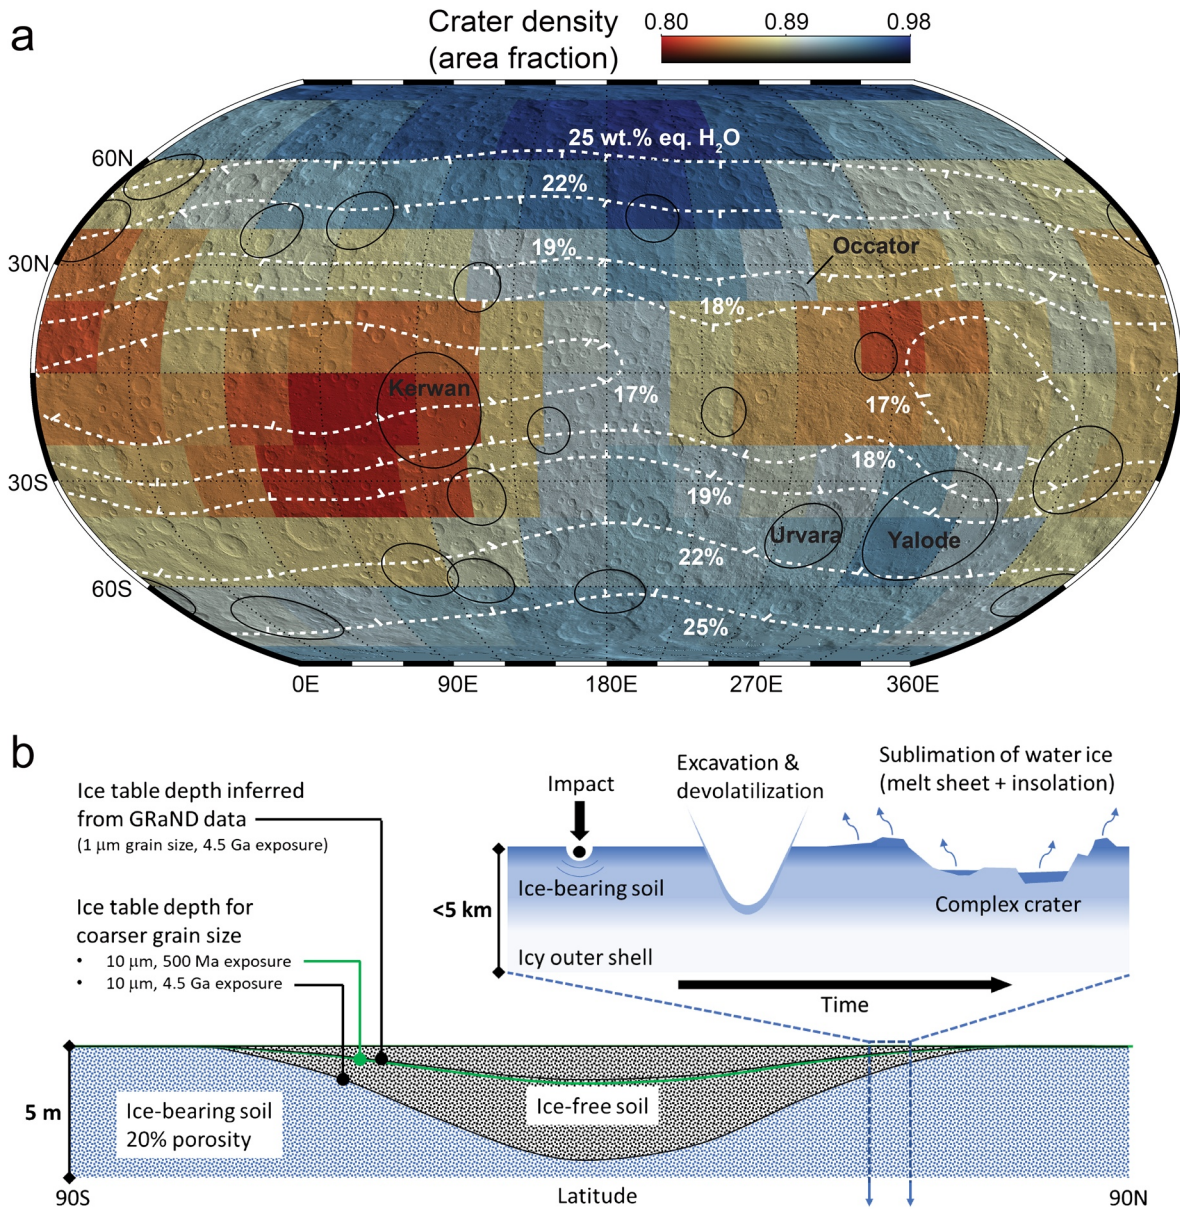 a
Crater density
(area fraction)
0.80 0.89 0.98
60N
30N
30S
60S
25 wt.% eq. H₂O
22%
19%
Occator
18%
Kerwan
17%
17%
18%
19%
Urvara
Yalode
22%
25%
0E 90E 180E 270E 360E
b
Ice table depth inferred
from GRaND data
(1 μm grain size, 4.5 Ga exposure)
Ice table depth for
coarser grain size
• 10 μm, 500 Ma exposure
• 10 μm, 4.5 Ga exposure
Impact
Excavation &
devolatilization
Sublimation of water ice
(melt sheet + insolation)
<5 km
Ice-bearing soil
Complex crater
Icy outer shell
Time
5 m
Ice-bearing soil
20% porosity
Ice-free soil
90S Latitude 90N